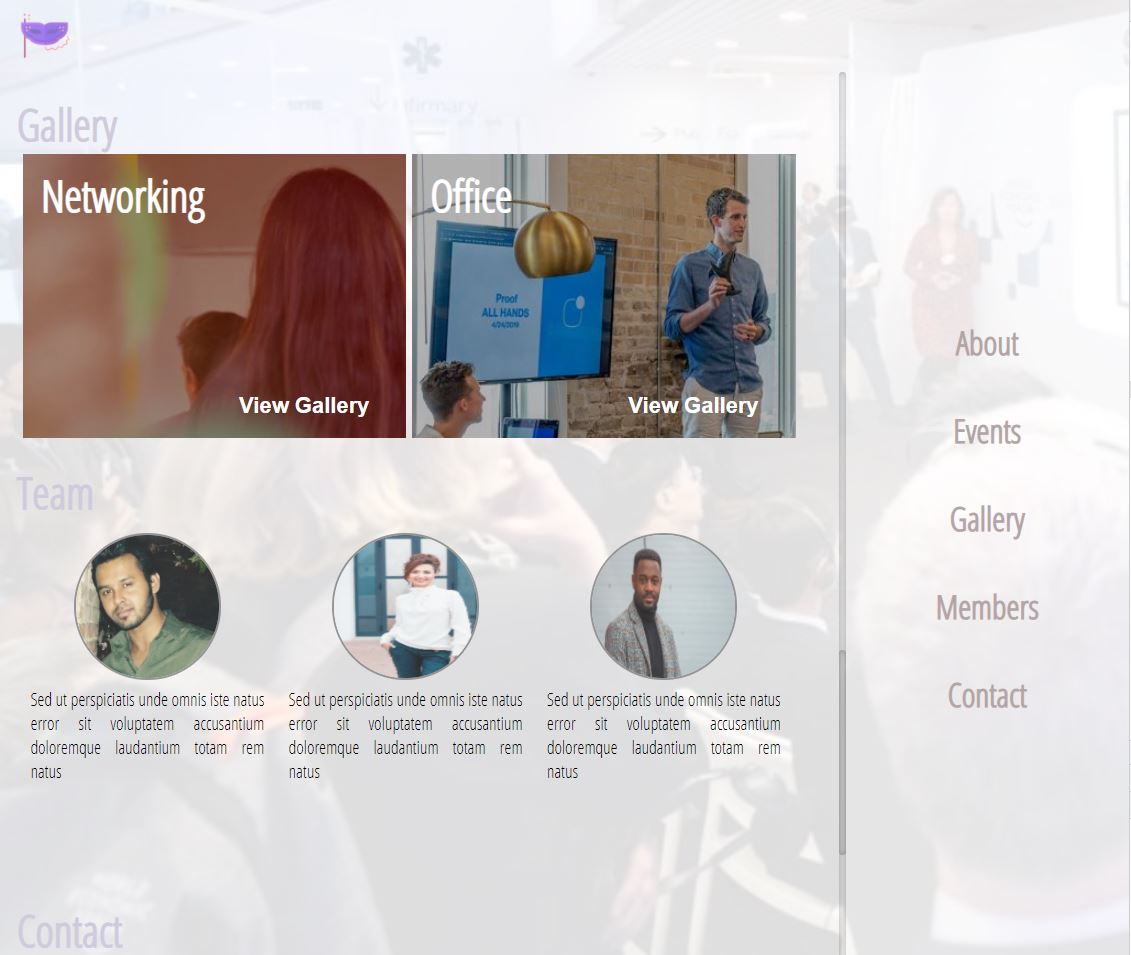 Infirmary
Gallery
Networking
Office
Proof
ALL HANDS
4/24/2019
View Gallery
View Gallery
About
Events
Gallery
Members
Contact
Team
Sed ut perspiciatis unde omnis iste natus
error sit voluptatem accusantium
doloremque laudantium totam rem
natus
Sed ut perspiciatis unde omnis iste natus
error sit voluptatem accusantium
doloremque laudantium totam rem
natus
Sed ut perspiciatis unde omnis iste natus
error sit voluptatem accusantium
doloremque laudantium totam rem
natus
Contact